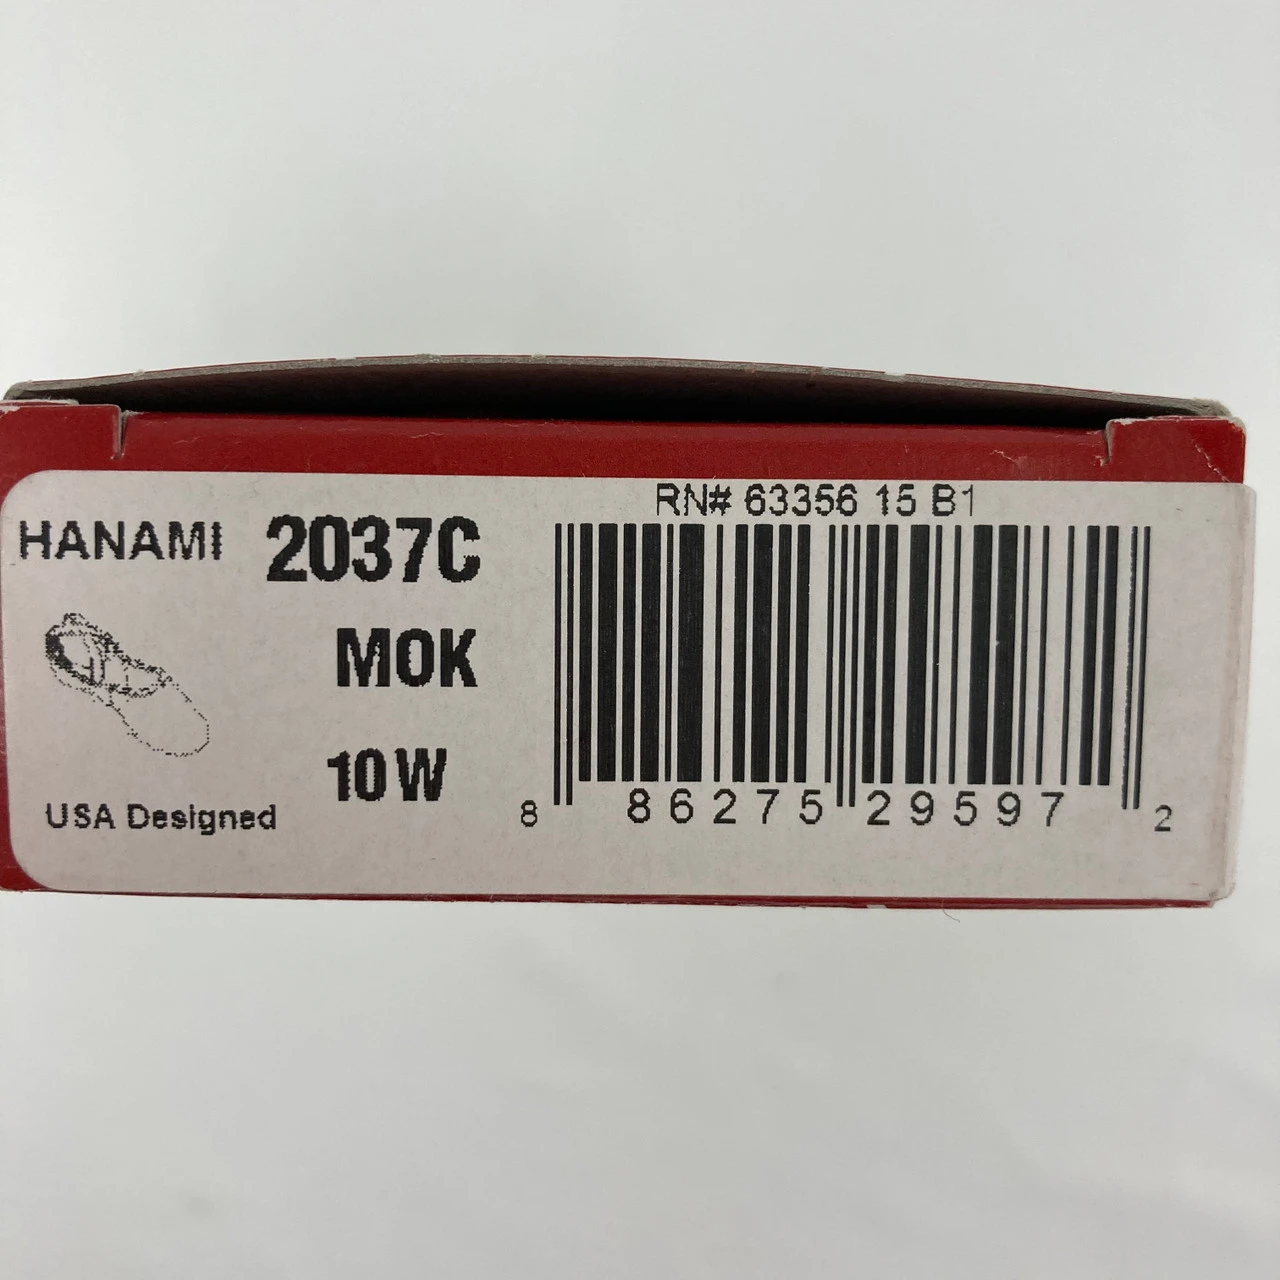 RN# 63356 15 B1
HANAMI 2037C
MOK
10 W
USA Designed
8 86275 29597 2